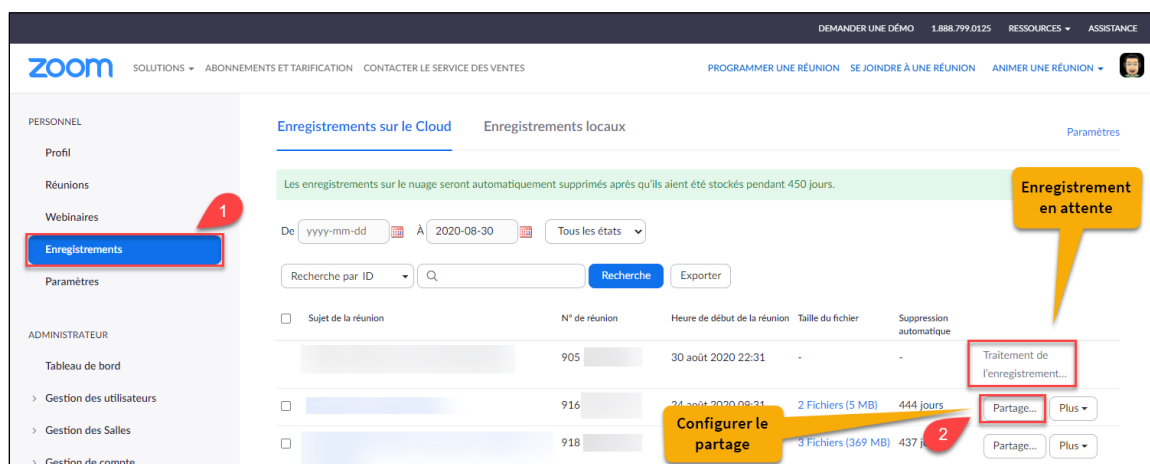 DEMANDER UNE DÉMO 1.888.799.0125 RESSOURCES ASSISTANCE
zoom SOLUTIONS ABONNEMENTS ET TARIFICATION CONTACTER LE SERVICE DES VENTES PROGRAMMER UNE RÉUNION SE JOINDRE À UNE RÉUNION ANIMER UNE RÉUNION
PERSONNEL
Profil
Réunions
Webinaires
1
Enregistrements
Paramètres
ADMINISTRATEUR
Tableau de bord
> Gestion des utilisateurs
> Gestion des Salles
> Gestion de compte
Enregistrements sur le Cloud Enregistrements locaux Paramètres
Les enregistrements sur le nuage seront automatiquement supprimés après qu'ils aient été stockés pendant 450 jours.
Enregistrement
en attente
De yyyy-mm-dd À 2020-08-30 Tous les états
Recherche par ID Recherche Exporter
Sujet de la réunion N° de réunion Heure de début de la réunion Taille du fichier Suppression
automatique
905 30 août 2020 22:31 - - Traitement de
l'enregistrement...
916 24 août 2020 09:31 2 Fichiers (5 MB) 444 jours Partage... Plus
Configurer le
partage
2
918 3 Fichiers (369 MB) 437 Partage... Plus